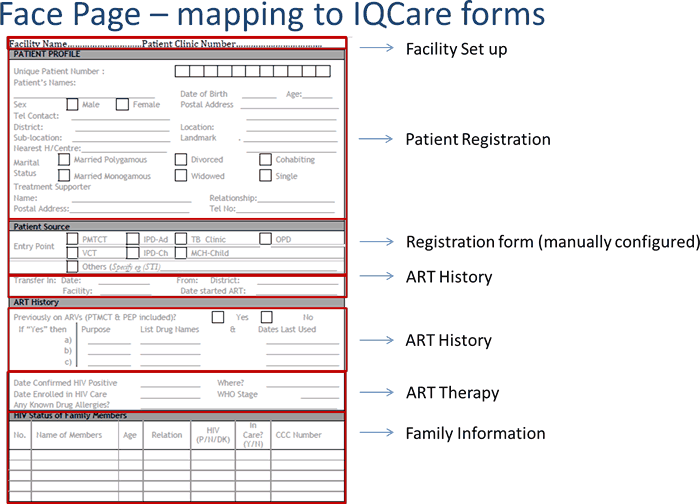 Face Page – mapping to IQCare forms
Facility Name.....................................Patient Clinic Number................................ Facility Set up
PATIENT PROFILE
Unique Patient Number :
Patient's Names:
Date of Birth Age:
Sex Male Female Postal Address
Tel Contact:
District: Location:
Sub-location: Landmark . Patient Registration
Nearest H/Centre:
Marital Status Married Polygamous Divorced Cohabiting
Married Monogamous Widowed Single
Treatment Supporter
Name: Relationship:
Postal Address: Tel No:
Patient Source
Entry Point PMTCT IPD-Ad TB Clinic OPD Registration form (manually configured)
VCT IPD-Ch MCH-Child
Others (Specify eg (STI)
Transfer In: Date: From: District: ART History
Facility: Date started ART:
ART History
Previously on ARVs (PTMCT & PEP included)? Yes No
If "Yes" then Purpose List Drug Names & Dates Last Used ART History
a)
b)
c)
Date Confirmed HIV Positive Where?
Date Enrolled in HIV Care WHO Stage ART Therapy
Any Known Drug Allergies?
HIV Status of Family Members
No. Name of Members Age Relation HIV (P/N/DK) In Care? (Y/N) CCC Number Family Information